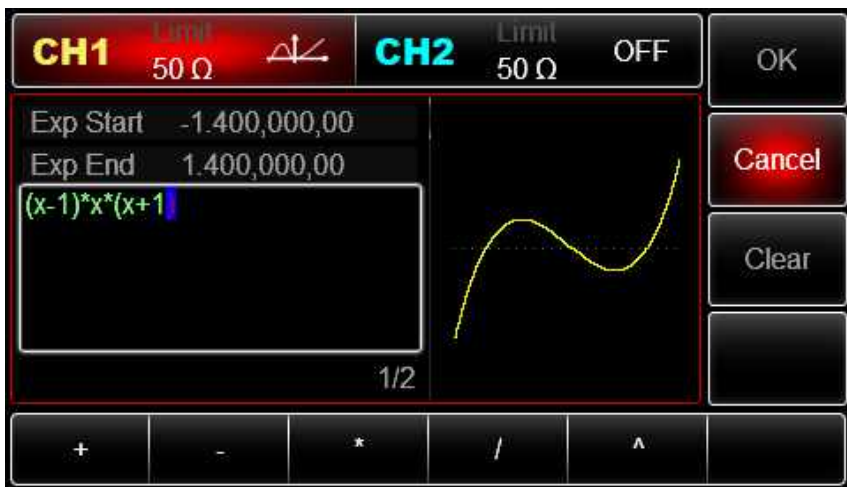 CH1 Limit 50 Ω
CH2 Limit 50 Ω OFF
OK
Exp Start -1.400,000,00
Exp End 1.400,000,00
Cancel
(x-1)*x*(x+1)
Clear
1/2
+ - * / ^